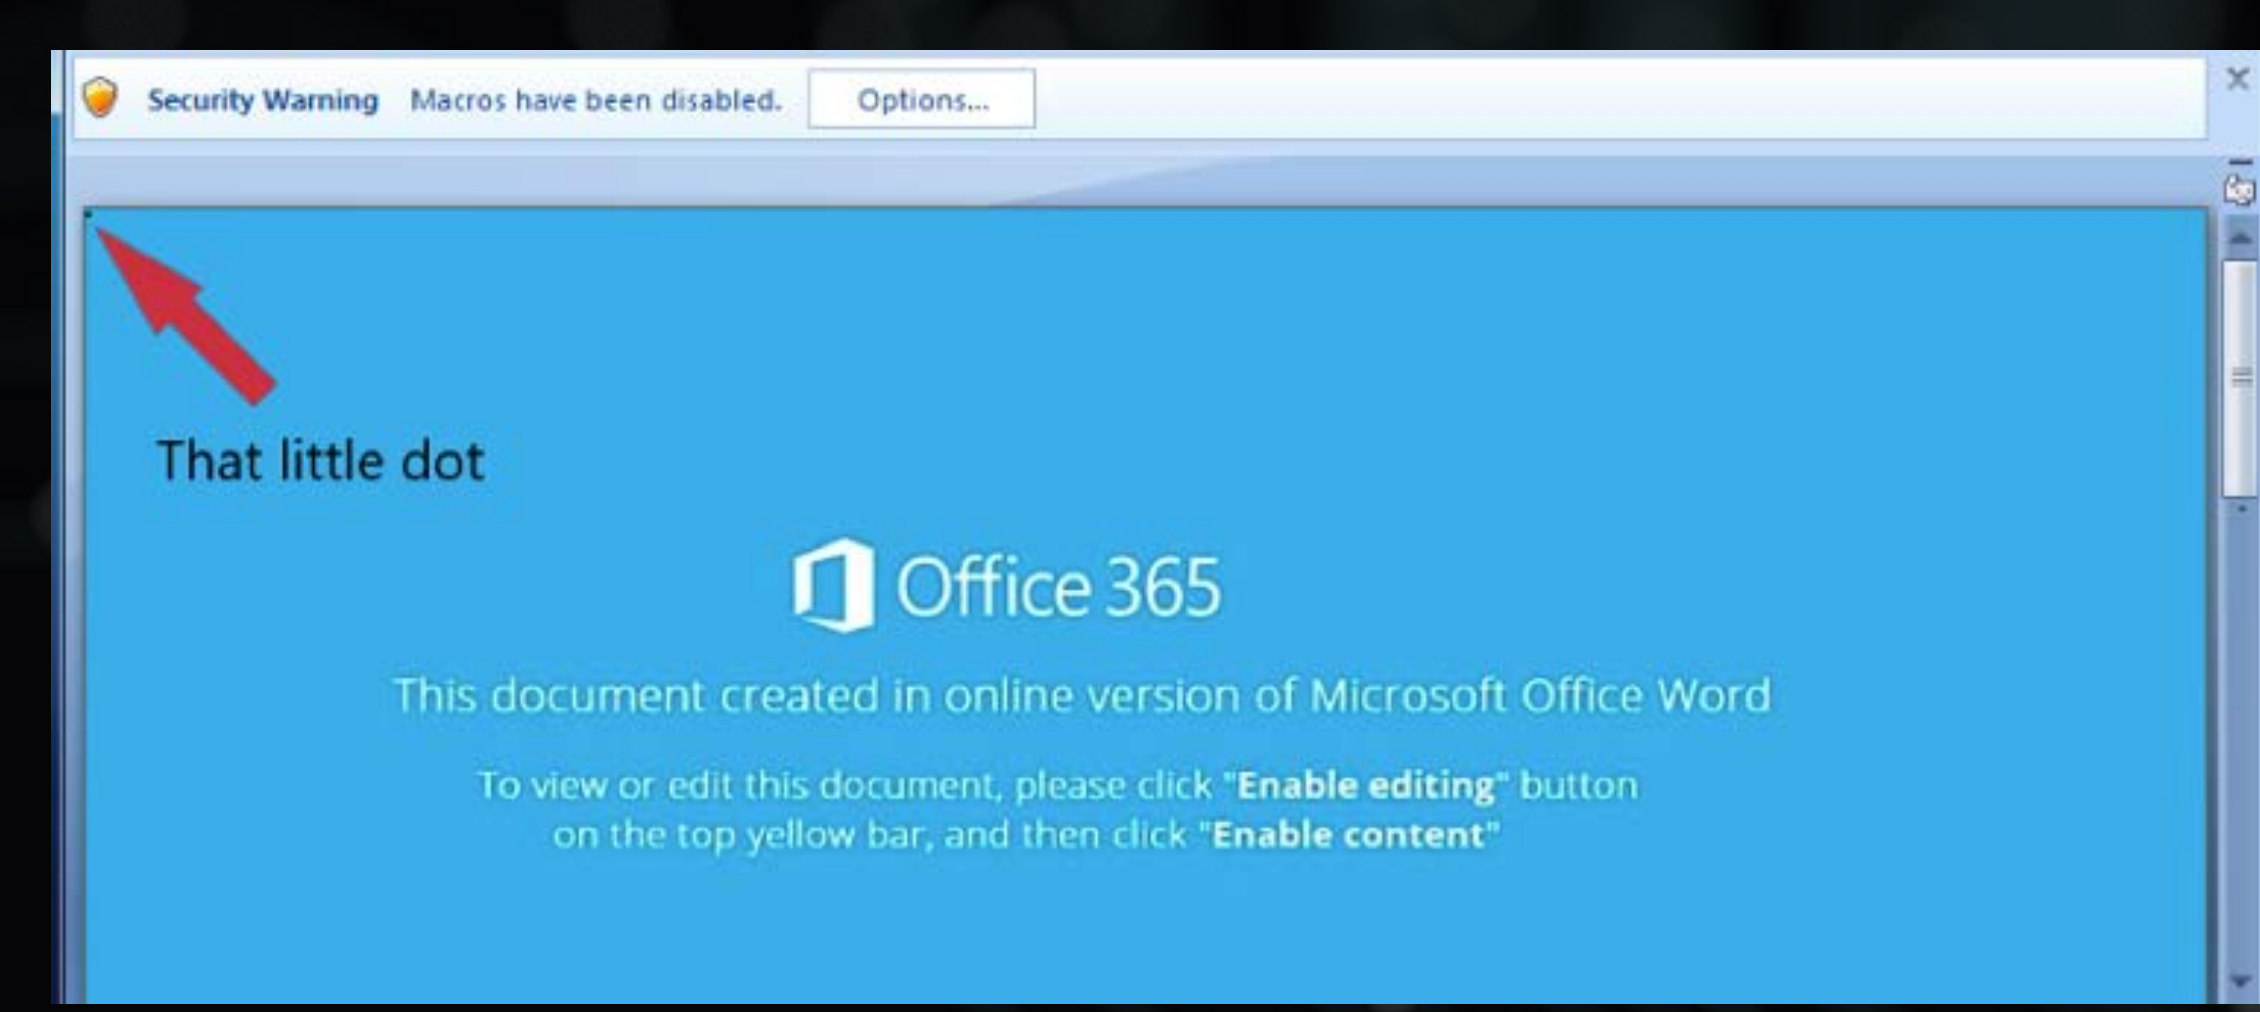 Security Warning Macros have been disabled. Options...
That little dot
Office 365
This document created in online version of Microsoft Office Word
To view or edit this document, please click "Enable editing" button
on the top yellow bar, and then click "Enable content"